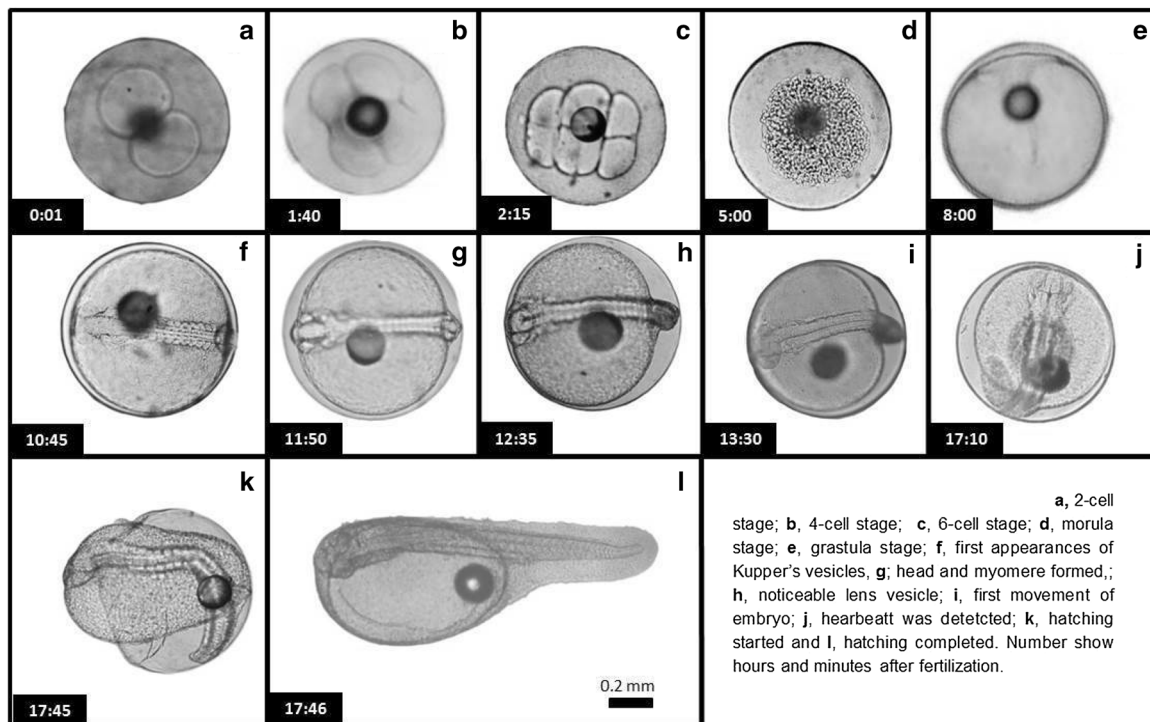 a
b
c
d
e
0:01
1:40
2:15
5:00
8:00
f
g
h
i
j
10:45
11:50
12:35
13:30
17:10
k
l
17:45
17:46
0.2 mm
a, 2-cell
stage; b, 4-cell stage; c, 6-cell stage; d, morula
stage; e, grastula stage; f, first appearances of
Kupper's vesicles, g; head and myomere formed,;
h, noticeable lens vesicle; i, first movement of
embryo; j, hearbeatt was detetcted; k, hatching
started and l, hatching completed. Number show
hours and minutes after fertilization.